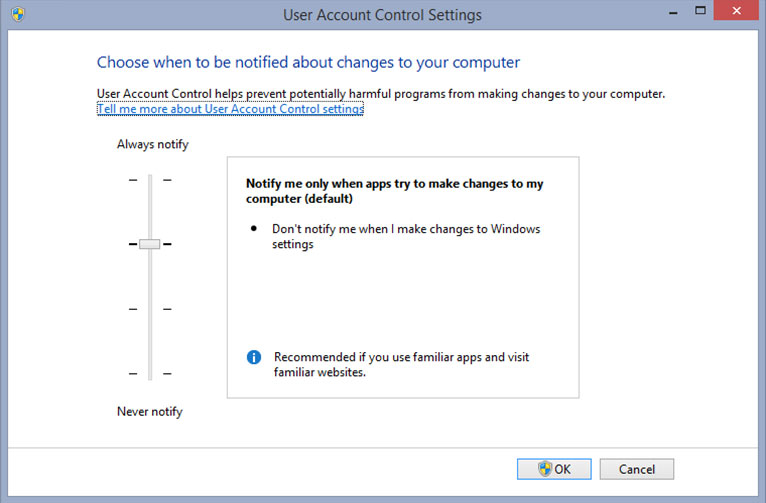 User Account Control Settings
Choose when to be notified about changes to your computer
User Account Control helps prevent potentially harmful programs from making changes to your computer.
Tell me more about User Account Control settings
Always notify
Notify me only when apps try to make changes to my
computer (default)
• Don't notify me when I make changes to Windows
settings
Recommended if you use familiar apps and visit
familiar websites.
Never notify
OK
Cancel